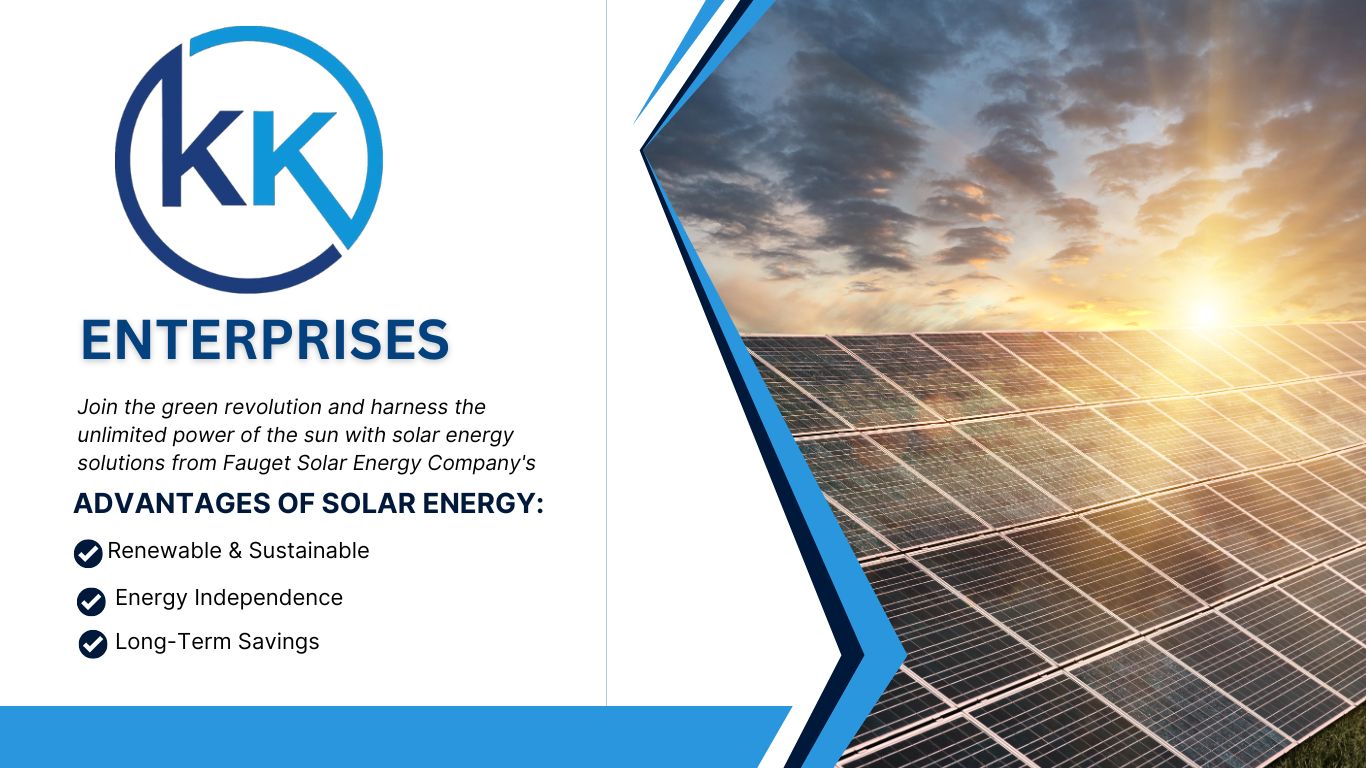 KK
ENTERPRISES
Join the green revolution and harness the
unlimited power of the sun with solar energy
solutions from Fauget Solar Energy Company's
ADVANTAGES OF SOLAR ENERGY:
Renewable & Sustainable
Energy Independence
Long-Term Savings